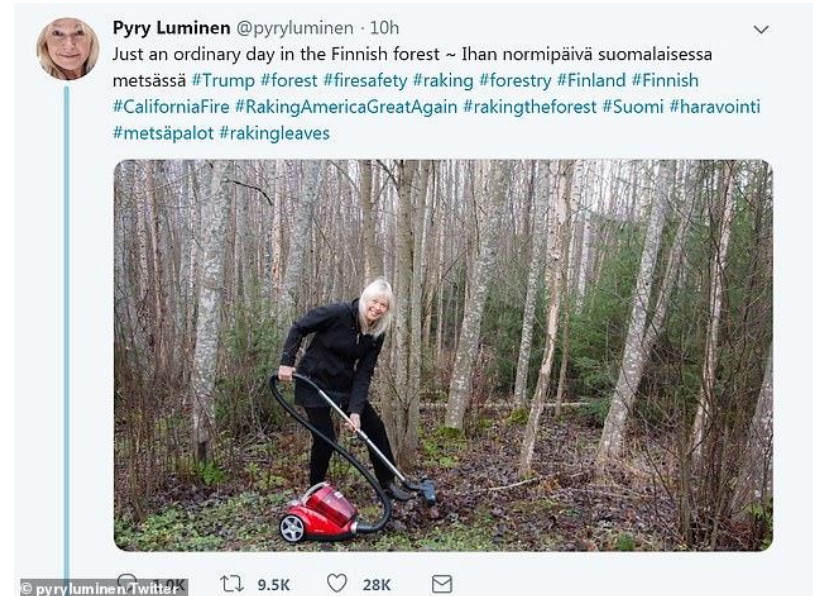 Pyry Luminen @pyryluminen · 10h
Just an ordinary day in the Finnish forest ~ Ihan normipäivä suomalaisessa
metsässä #Trump #forest #firesafety #raking #forestry #Finland #Finnish
#CaliforniaFire #RakingAmericaGreatAgain #rakingtheforest #Suomi #haravointi
#metsäpalot #rakingleaves
© pyryluminen/Twitter
9.5K 28K